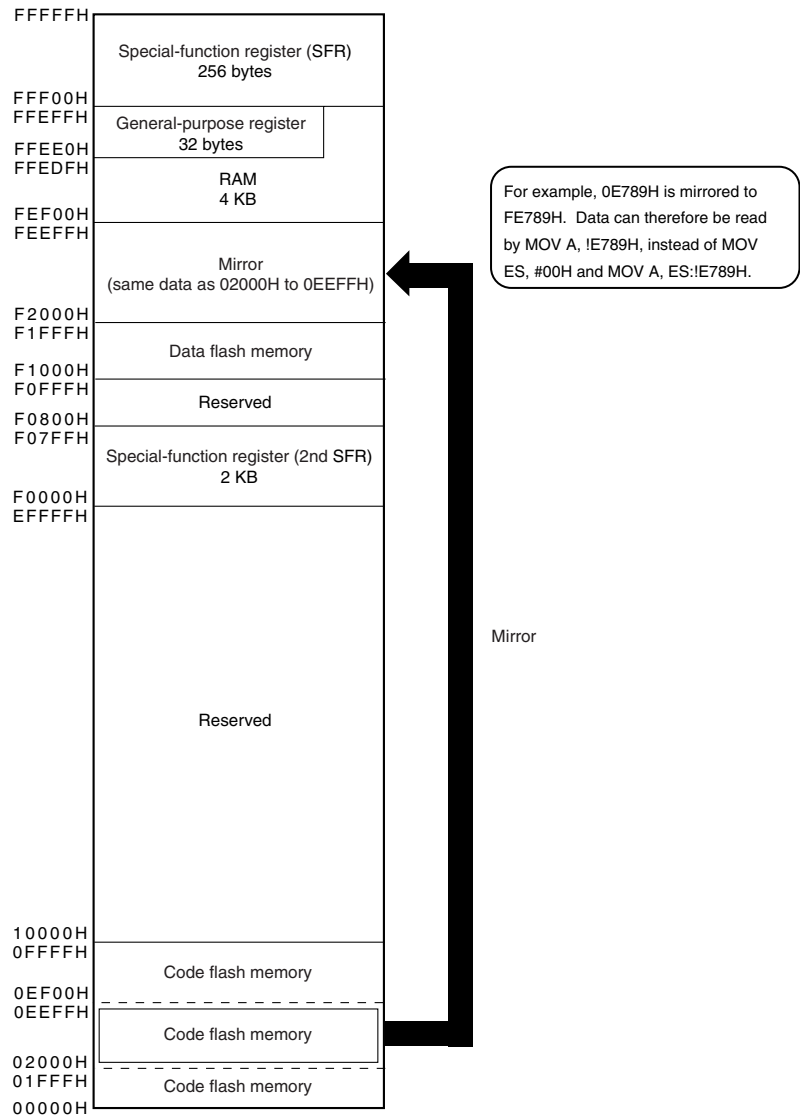 FFFFFH
Special-function register (SFR)
256 bytes
FFF00H
FFEFFH
General-purpose register
32 bytes
FFEE0H
FFEDFH
RAM
4 KB
FEF00H
FEEFFH
Mirror
(same data as 02000H to 0EEFFH)
For example, 0E789H is mirrored to
FE789H. Data can therefore be read
by MOV A, !E789H, instead of MOV
ES, #00H and MOV A, ES:!E789H.
F2000H
F1FFFH
Data flash memory
F1000H
F0FFFH
Reserved
F0800H
F07FFH
Special-function register (2nd SFR)
2 KB
F0000H
EFFFFH
Mirror
Reserved
10000H
0FFFFH
Code flash memory
0EF00H
0EEFFH
Code flash memory
02000H
01FFFH
Code flash memory
00000H